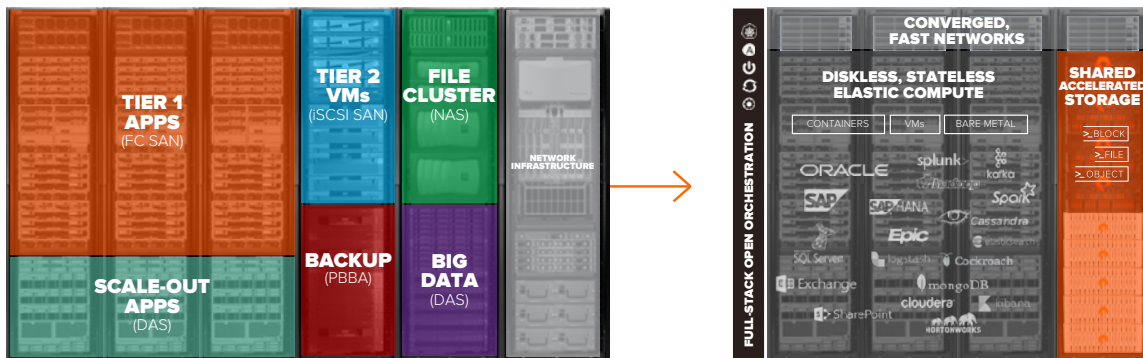 TIER 1
APPS
(FC SAN)
SCALE-OUT
APPS
(DAS)
TIER 2
VMs
(iSCSI SAN)
BACKUP
(PBBA)
FILE
CLUSTER
(NAS)
BIG
DATA
(DAS)
NETWORK
INFRASTRUCTURE
FULL-STACK OPEN ORCHESTRATION
CONVERGED,
FAST NETWORKS
DISKLESS, STATELESS
ELASTIC COMPUTE
CONTAINERS
VMs
BARE METAL
ORACLE
splunk>
kafka
Spark
SAP
SAP HANA
Cassandra
SQL Server
Epic
elasticsearch
logstash
Cockroach
Exchange
mongoDB
cloudera
kibana
SharePoint
HORTONWORKS
SHARED
ACCELERATED
STORAGE
>_BLOCK
>_FILE
>_OBJECT